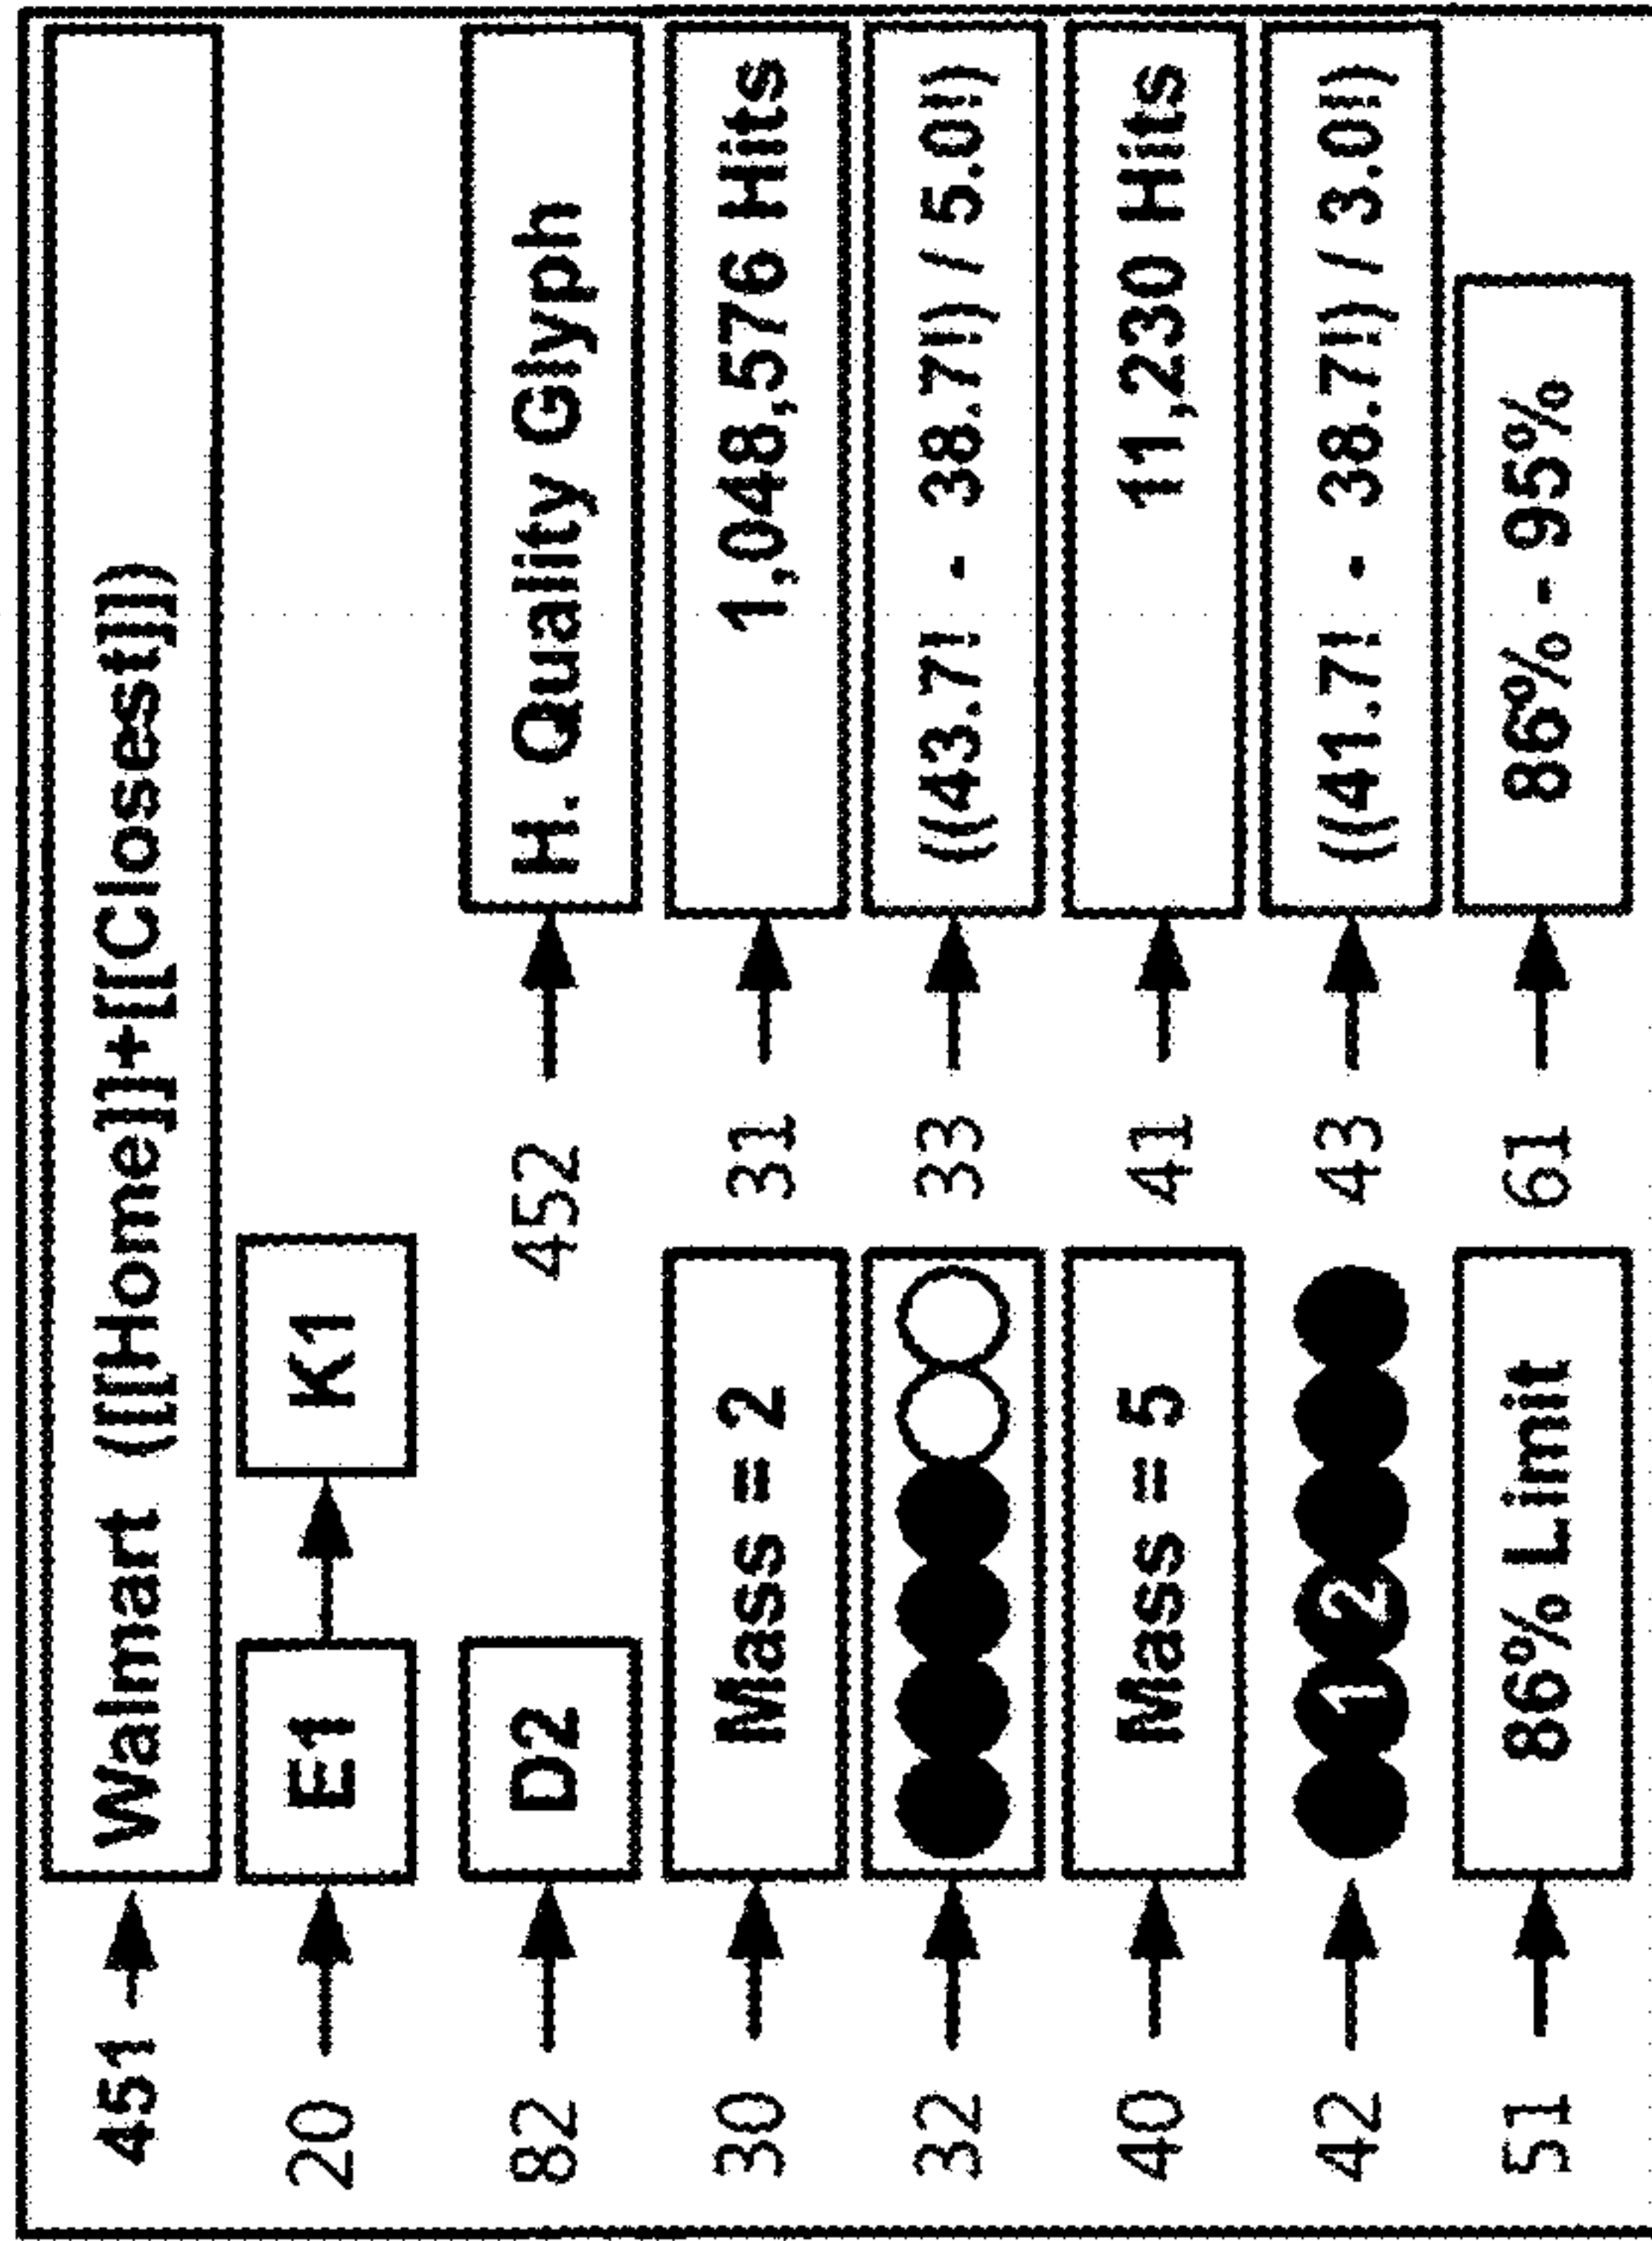 451 Walmart ([[Home]]+[[Closest]])
20 E1 K1
82 D2 452 H. Quality Glyph
30 Mass = 2 31 1,048,576 Hits
32 33 ((43.7! - 38.7!) / 5.0!)
40 Mass = 5 41 11,230 Hits
42 1 2 43 ((41.7! - 38.7!) / 3.0!)
51 86% Limit 61 86% - 95%